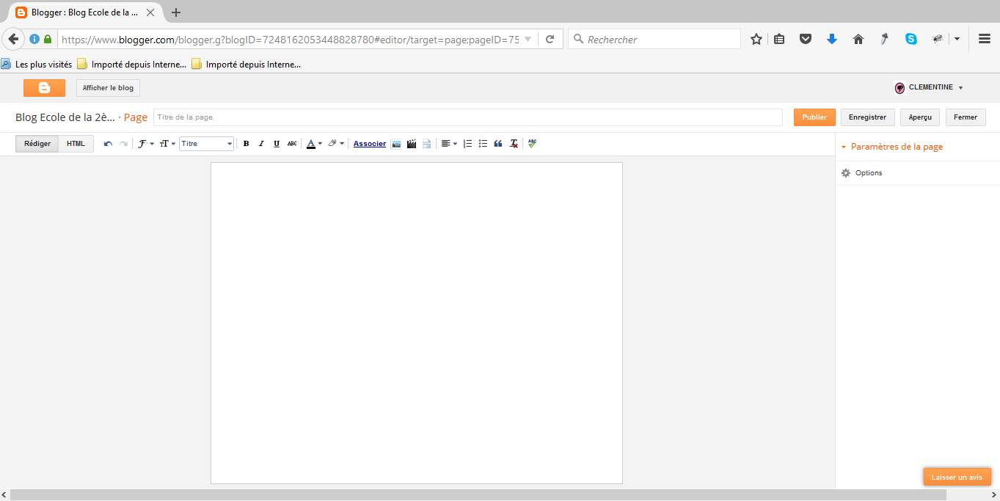 Blogger : Blog Ecole de la ...
https://www.blogger.com/blogger.g?blogID=7248162053448828780#editor/target=page;pageID=75
Rechercher
Les plus visités Importé depuis Interne... Importé depuis Interne...
Afficher le blog CLEMENTINE
Blog Ecole de la 2è... · Page Titre de la page Publier Enregistrer Aperçu Fermer
Rédiger HTML F TT Titre B I U ABC A Associer
Paramètres de la page
Options
Laisser un avis